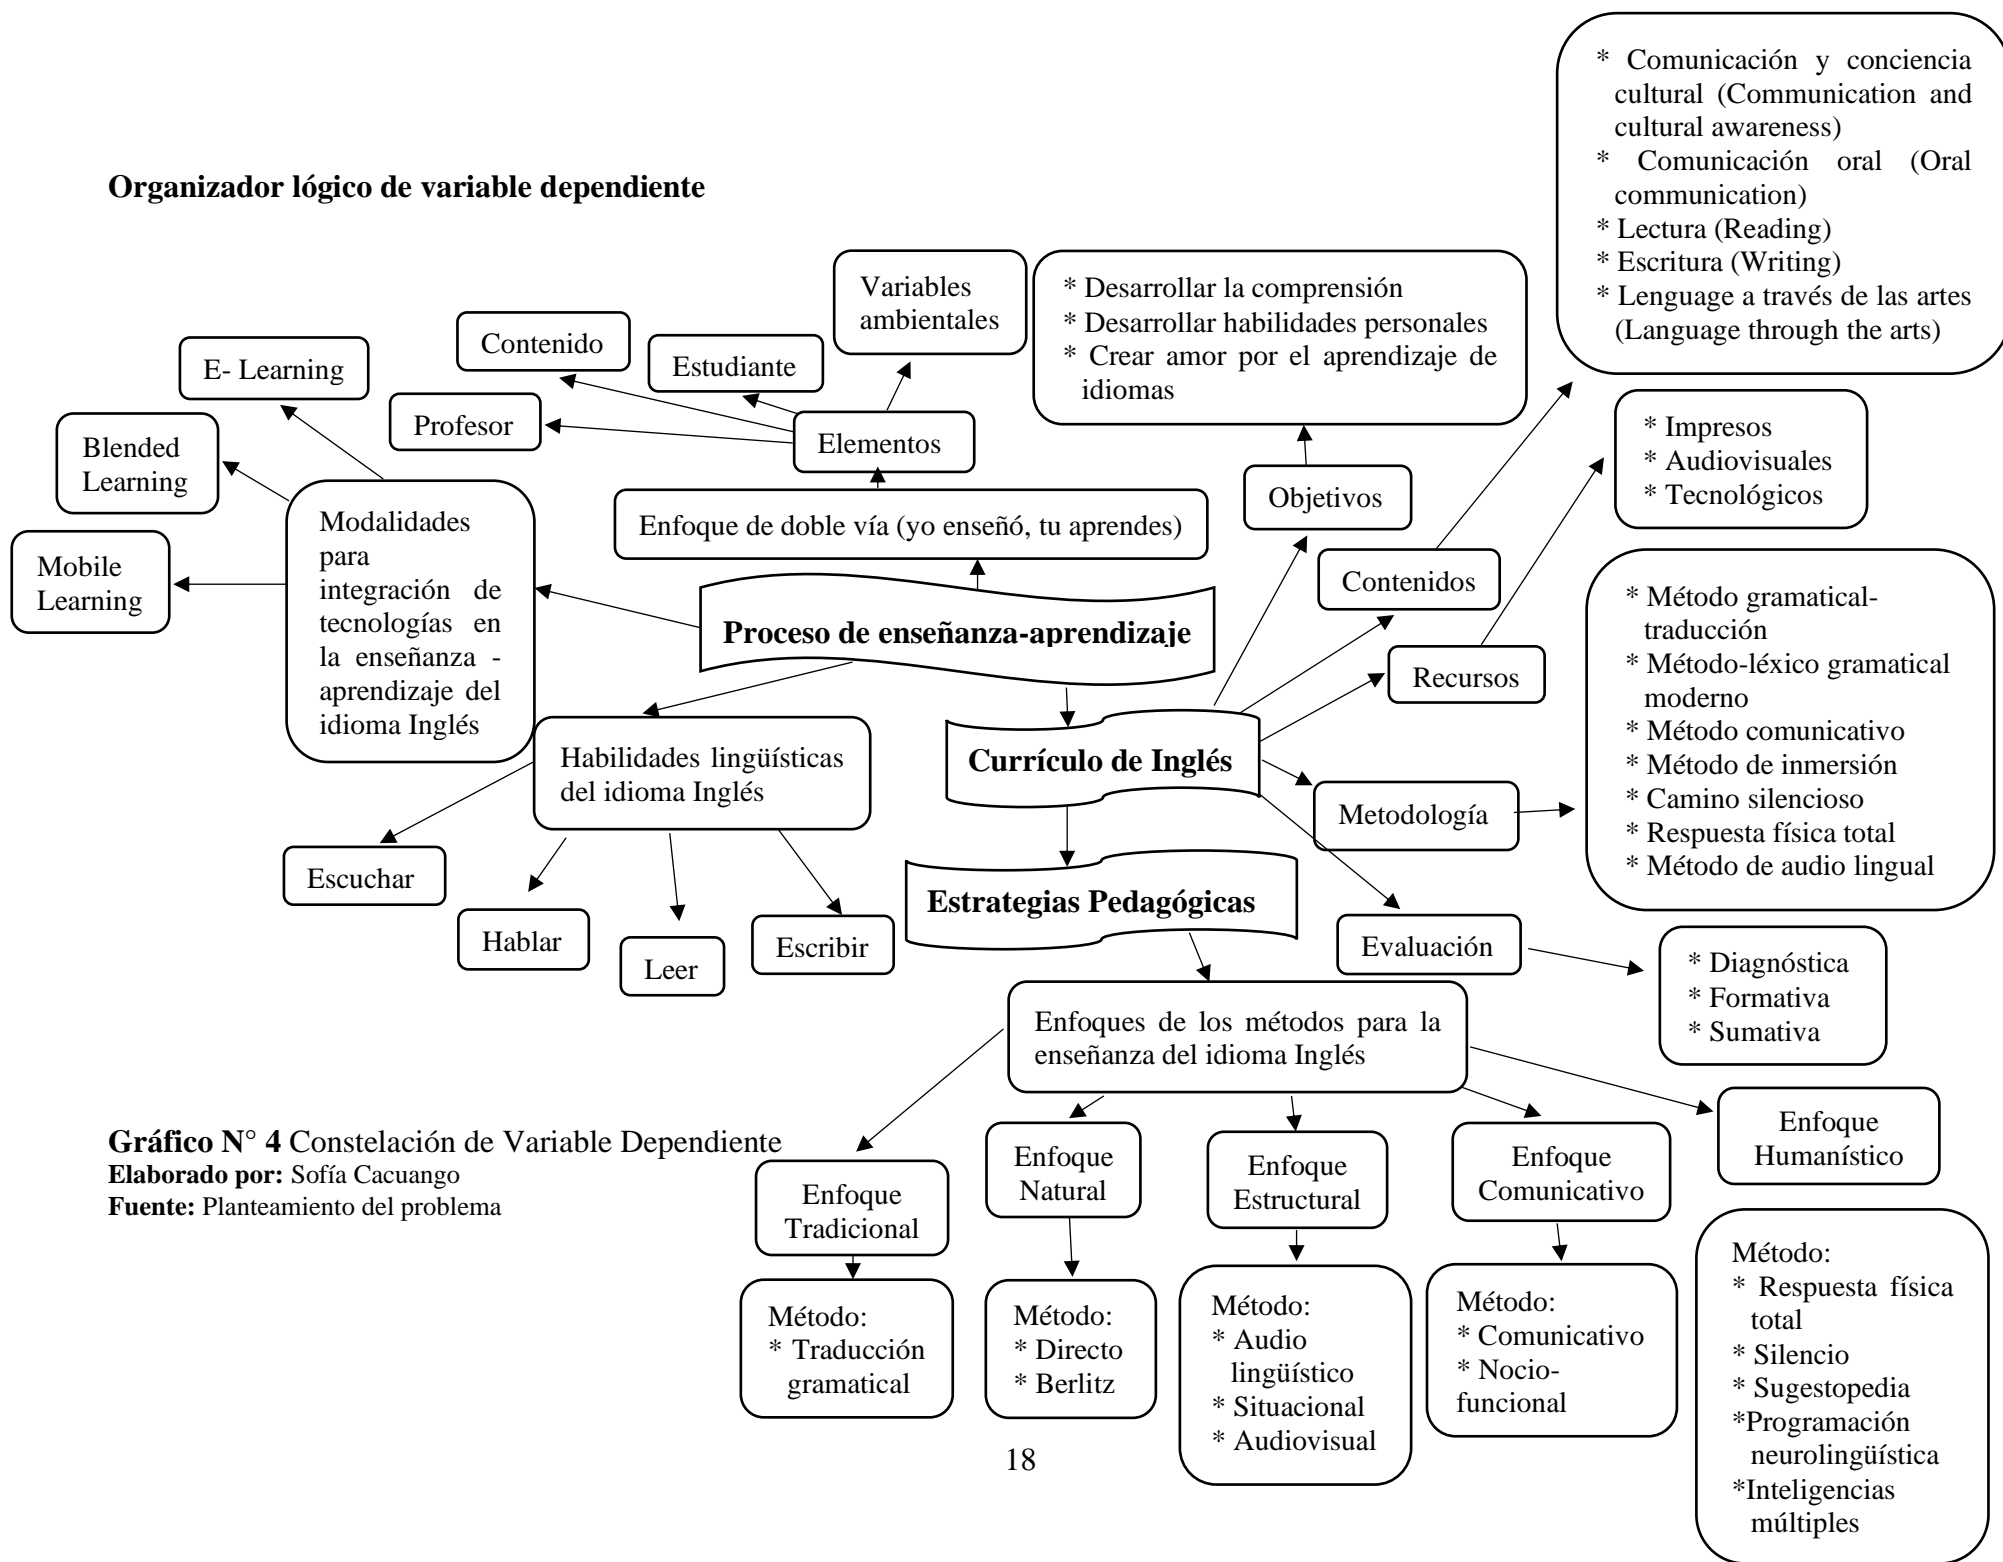 Organizador lógico de variable dependiente
* Comunicación y conciencia
cultural (Communication and
cultural awareness)
* Comunicación oral (Oral
communication)
* Lectura (Reading)
* Escritura (Writing)
* Lenguage a través de las artes
(Language through the arts)
Variables
ambientales
* Desarrollar la comprensión
* Desarrollar habilidades personales
* Crear amor por el aprendizaje de
idiomas
Contenido
Estudiante
E- Learning
Profesor
Elementos
Blended
Learning
* Impresos
* Audiovisuales
* Tecnológicos
Objetivos
Enfoque de doble vía (yo enseñó, tu aprendes)
Modalidades
para
integración de
tecnologías en
la enseñanza -
aprendizaje del
idioma Inglés
Mobile
Learning
Contenidos
Proceso de enseñanza-aprendizaje
Recursos
* Método gramatical-
traducción
* Método-léxico gramatical
moderno
* Método comunicativo
* Método de inmersión
* Camino silencioso
* Respuesta física total
* Método de audio lingual
Habilidades lingüísticas
del idioma Inglés
Currículo de Inglés
Metodología
Escuchar
Hablar
Leer
Escribir
Estrategias Pedagógicas
Evaluación
* Diagnóstica
* Formativa
* Sumativa
Enfoques de los métodos para la
enseñanza del idioma Inglés
Gráfico N° 4 Constelación de Variable Dependiente
Elaborado por: Sofía Cacuango
Fuente: Planteamiento del problema
Enfoque
Tradicional
Enfoque
Natural
Enfoque
Estructural
Enfoque
Comunicativo
Enfoque
Humanístico
Método:
* Traducción
gramatical
Método:
* Directo
* Berlitz
Método:
* Audio
lingüístico
* Situacional
* Audiovisual
Método:
* Comunicativo
* Nocio-
funcional
Método:
* Respuesta física
total
* Silencio
* Sugestopedia
*Programación
neurolingüística
*Inteligencias
múltiples
18